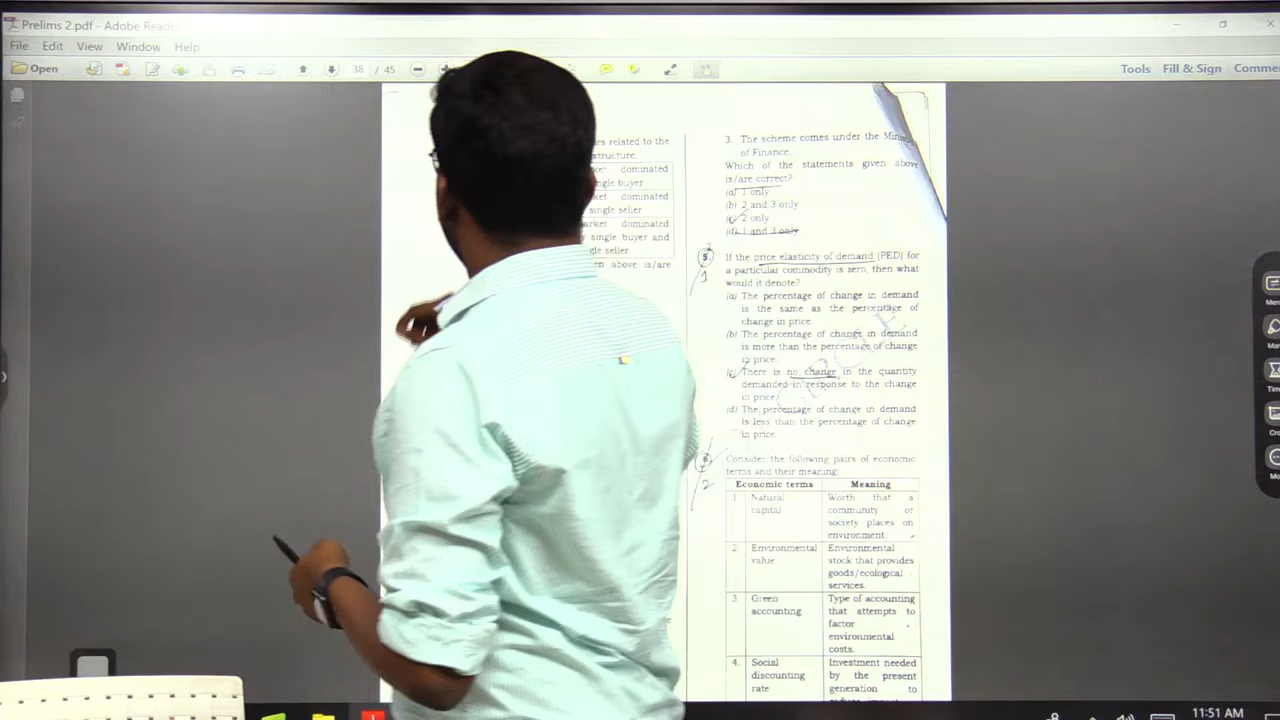 Prelims 2.pdf - Adobe Reader
File Edit View Window Help
Open 38 / 45 Tools Fill & Sign Comme
rs related to the
structure:
ket dominated
ngle buyer
ket dominated
single seller
arket dominated
single buyer and
gle seller
en above is/are
3. The scheme comes under the Minis
of Finance.
Which of the statements given above
is/are correct?
(a) 1 only
(b) 2 and 3 only
(c) 2 only
(d) 1 and 3 only
5.
1
If the price elasticity of demand (PED) for
a particular commodity is zero, then what
would it denote?
(a) The percentage of change in demand
is the same as the percentage of
change in price.
(b) The percentage of change in demand
is more than the percentage of change
in price.
(c) There is no change in the quantity
demanded in response to the change
in price.
(d) The percentage of change in demand
is less than the percentage of change
in price.
6
2
Consider the following pairs of economic
terms and their meaning:
Economic terms Meaning
1 Natural capital Worth that a
community or
society places on
environment.
2. Environmental value Environmental
stock that provides
goods/ecological
services.
3 Green accounting Type of accounting
that attempts to
factor
environmental
costs.
4. Social discounting rate Investment needed
by the present
generation to
11:51 AM